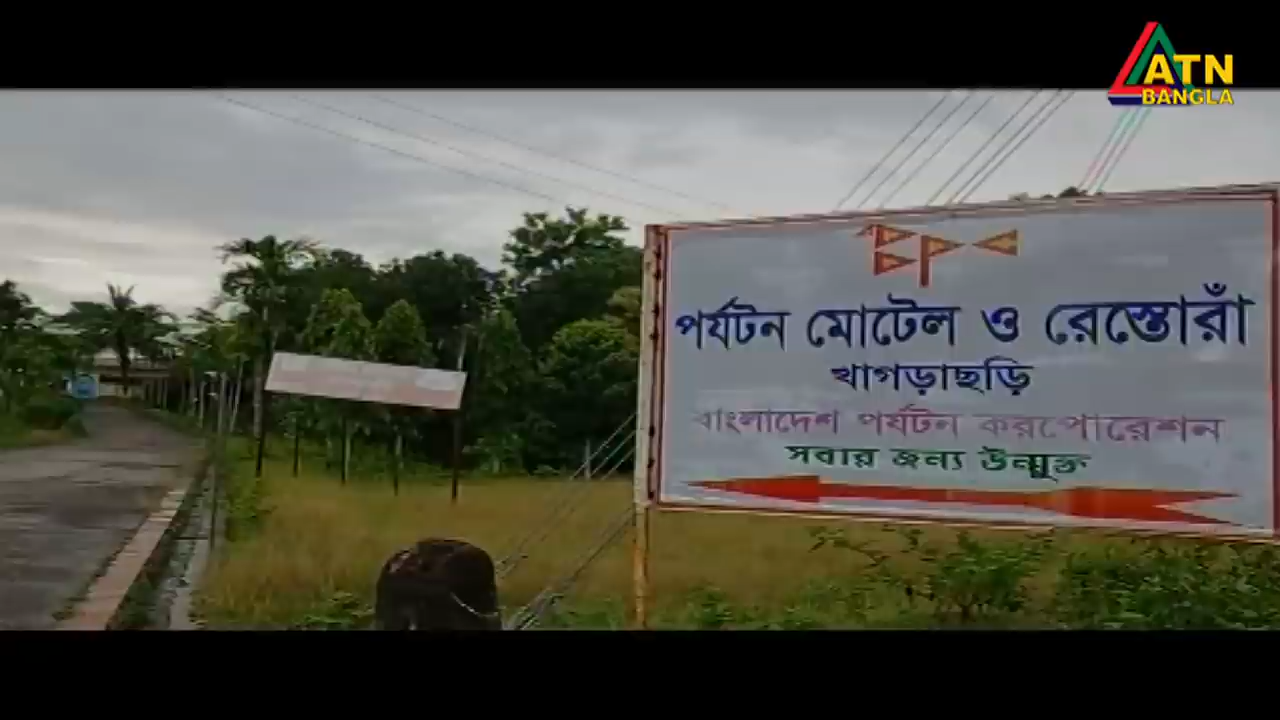 ATN
BANGLA
পর্যটন মোটেল ও রেস্তোরাঁ
খাগড়াছড়ি
বাংলাদেশ পর্যটন করপোরেশন
সবার জন্য উন্মুক্ত